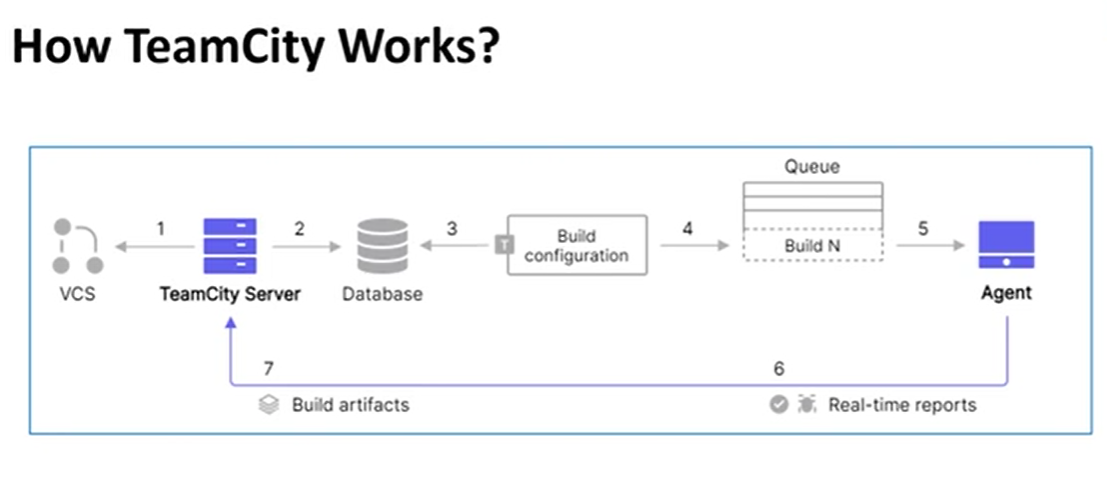 How TeamCity Works?
Queue
1
2
3
4
5
T
Build
configuration
Build N
VCS
TeamCity Server
Database
Agent
7
6
Build artifacts
Real-time reports